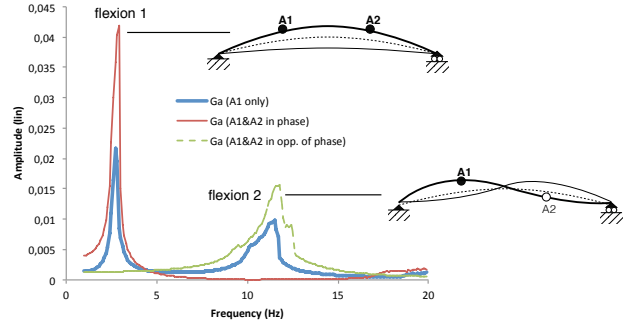 flexion 1
0,045
0,04
0,035
0,03
0,025
0,02
0,015
0,01
0,005
0
Amplitude (lin)
A1 A2
Ga (A1 only)
Ga (A1&A2 in phase)
Ga (A1&A2 in opp. of phase)
flexion 2
A1
A2
0 5 10 15 20
Frequency (Hz)